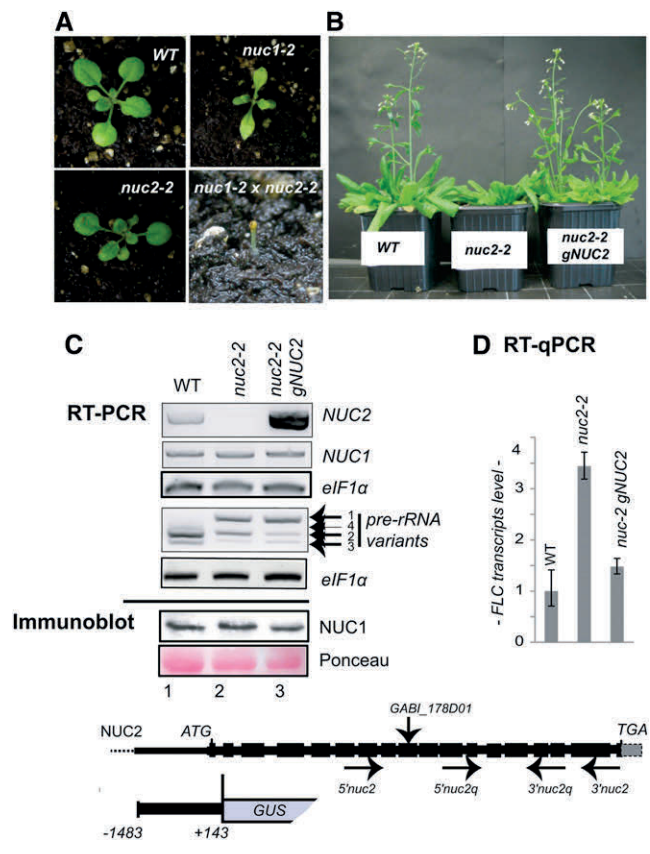 A
B
WT
nuc1-2
nuc2-2
nuc1-2 x nuc2-2
WT
nuc2-2
nuc2-2
gNUC2
C
D RT-qPCR
WT
nuc2-2
nuc2-2
gNUC2
RT-PCR
NUC2
NUC1
eIF1α
1
4
2
3
pre-rRNA
variants
eIF1α
Immunoblot
NUC1
Ponceau
1 2 3
- FLC transcripts level -
4
3
2
1
0
WT
nuc2-2
nuc-2 gNUC2
GABI_178D01
NUC2
ATG
TGA
5'nuc2
5'nuc2q
3'nuc2q
3'nuc2
GUS
-1483
+143